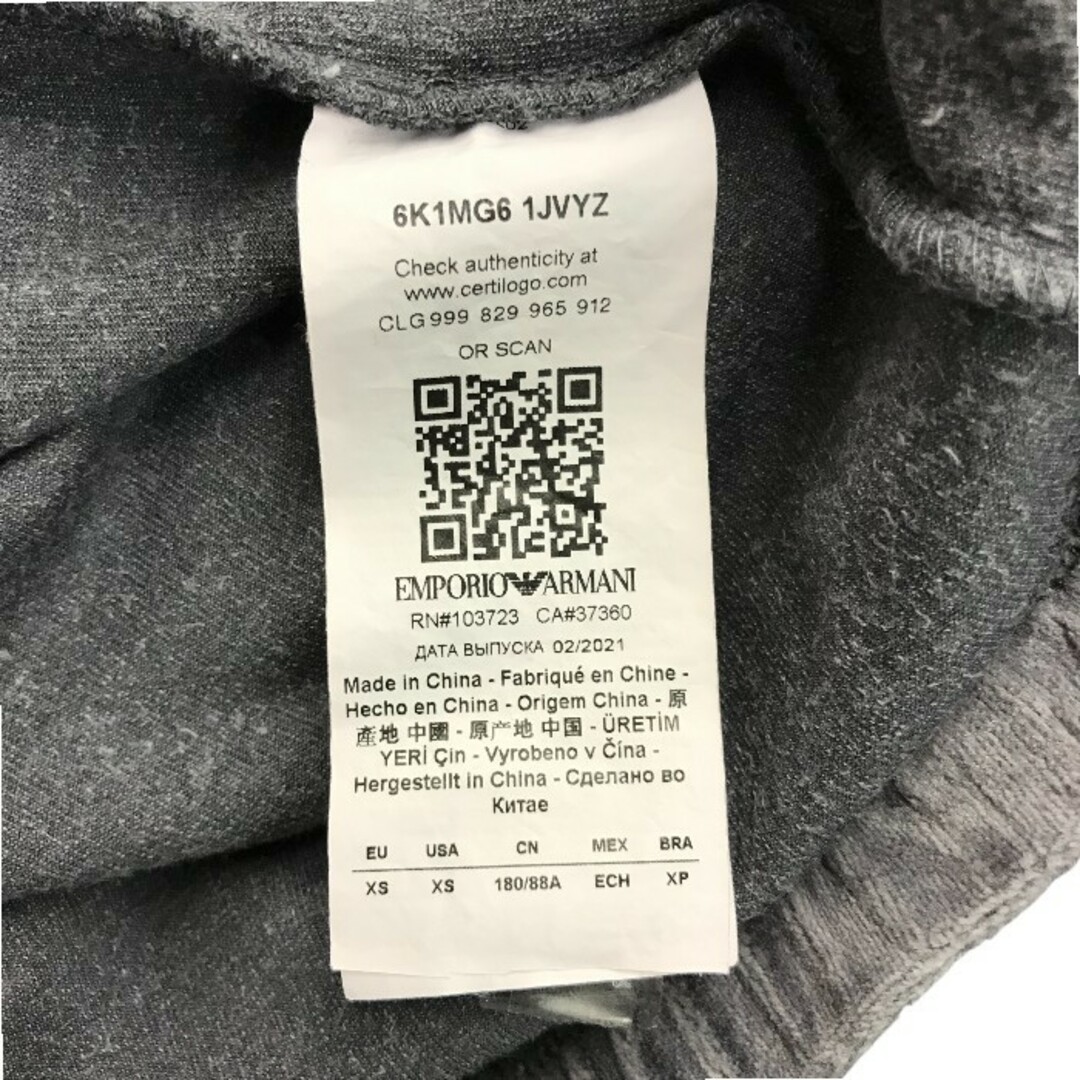 6K1MG6 1JVYZ
Check authenticity at
www.certilogo.com
CLG 999 829 965 912
OR SCAN
EMPORIO ARMANI
RN#103723 CA#37360
ДАТА ВЫПУСКА 02/2021
Made in China - Fabriqué en Chine -
Hecho en China - Origem China - 原
產地 中國 - 原产地 中国 - ÜRETİM
YERİ Çin - Vyrobeno v Čína -
Hergestellt in China - Сделано во
Китае
EU USA CN MEX BRA
XS XS 180/88A ECH XP